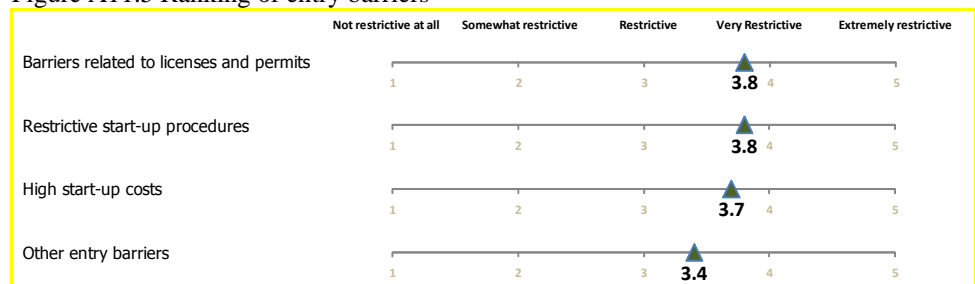 Figure A11.3 Ranking of entry barriers
Not restrictive at all Somewhat restrictive Restrictive Very Restrictive Extremely restrictive
Barriers related to licenses and permits
1 2 3 3.8 4 5
Restrictive start-up procedures
1 2 3 3.8 4 5
High start-up costs
1 2 3 3.7 4 5
Other entry barriers
1 2 3 3.4 4 5